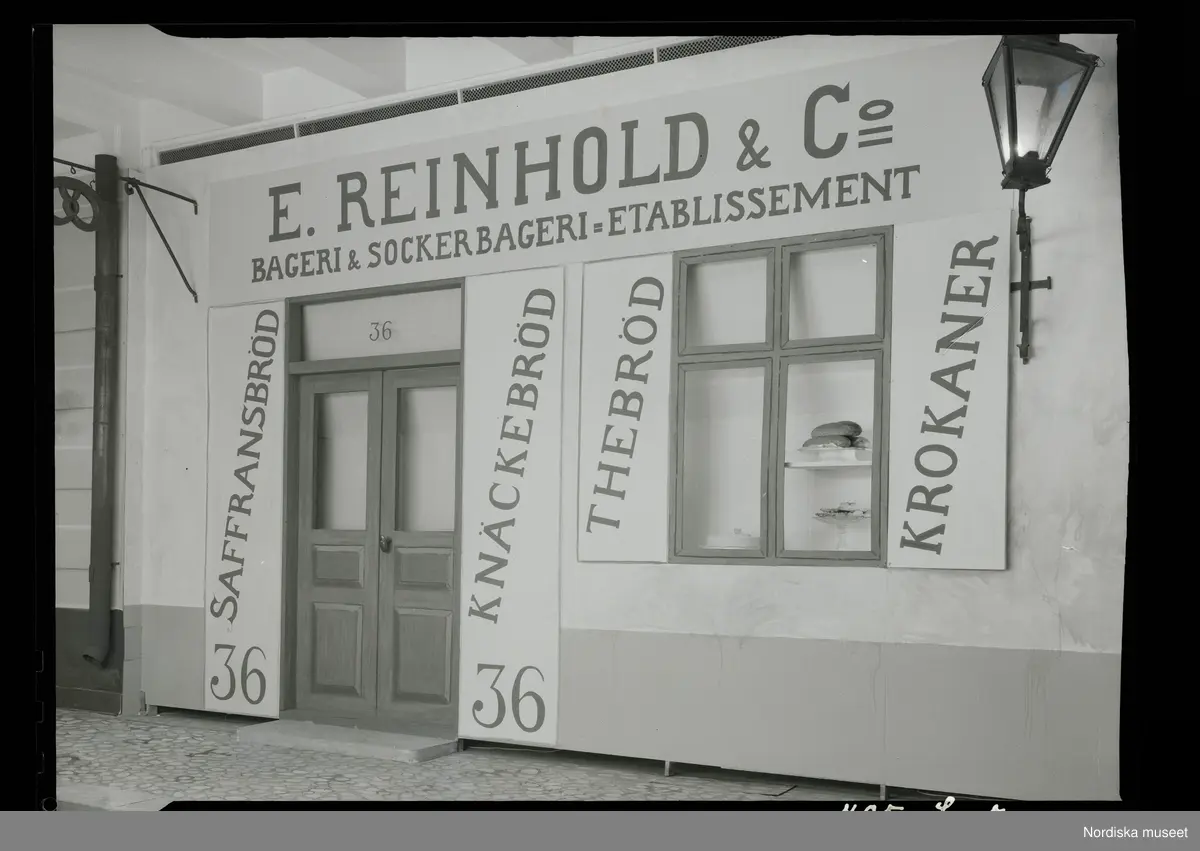 E. REINHOLD & Co
BAGERI & SOCKERBAGERI=ETABLISSEMENT
SAFFRANSBRÖD
36
36
KNÄCKEBRÖD
36
THEBRÖD
KROKANER
Nordiska museet